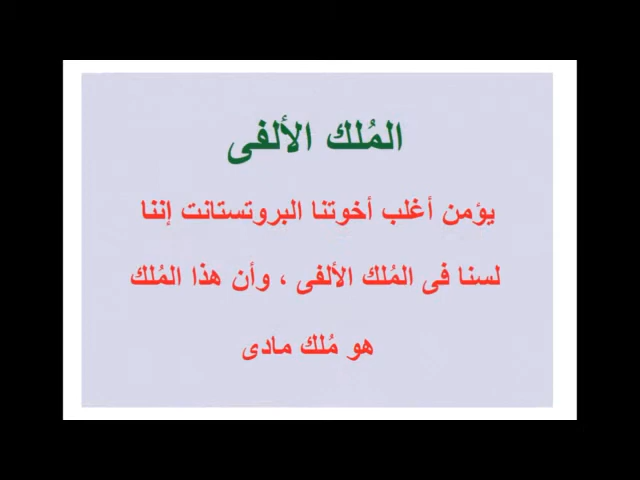 المُلك الألفى
يؤمن أغلب أخوتنا البروتستانت إننا
لسنا فى المُلك الألفى ، وأن هذا المُلك
هو مُلك مادى